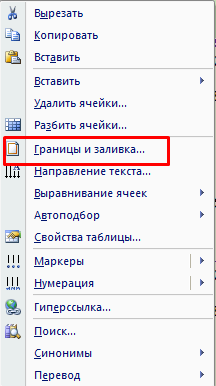 Вырезать
Копировать
Вставить
Вставить
Удалить ячейки...
Разбить ячейки...
Границы и заливка...
Направление текста...
Выравнивание ячеек
Автоподбор
Свойства таблицы...
Маркеры
Нумерация
Гиперссылка...
Поиск...
Синонимы
Перевод